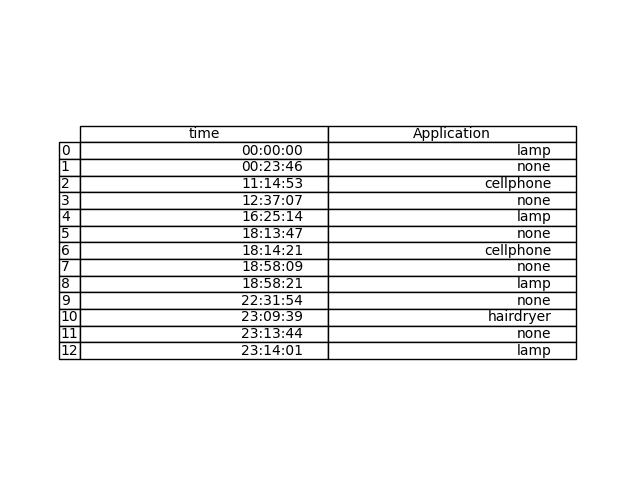 time Application
0 00:00:00 lamp
1 00:23:46 none
2 11:14:53 cellphone
3 12:37:07 none
4 16:25:14 lamp
5 18:13:47 none
6 18:14:21 cellphone
7 18:58:09 none
8 18:58:21 lamp
9 22:31:54 none
10 23:09:39 hairdryer
11 23:13:44 none
12 23:14:01 lamp